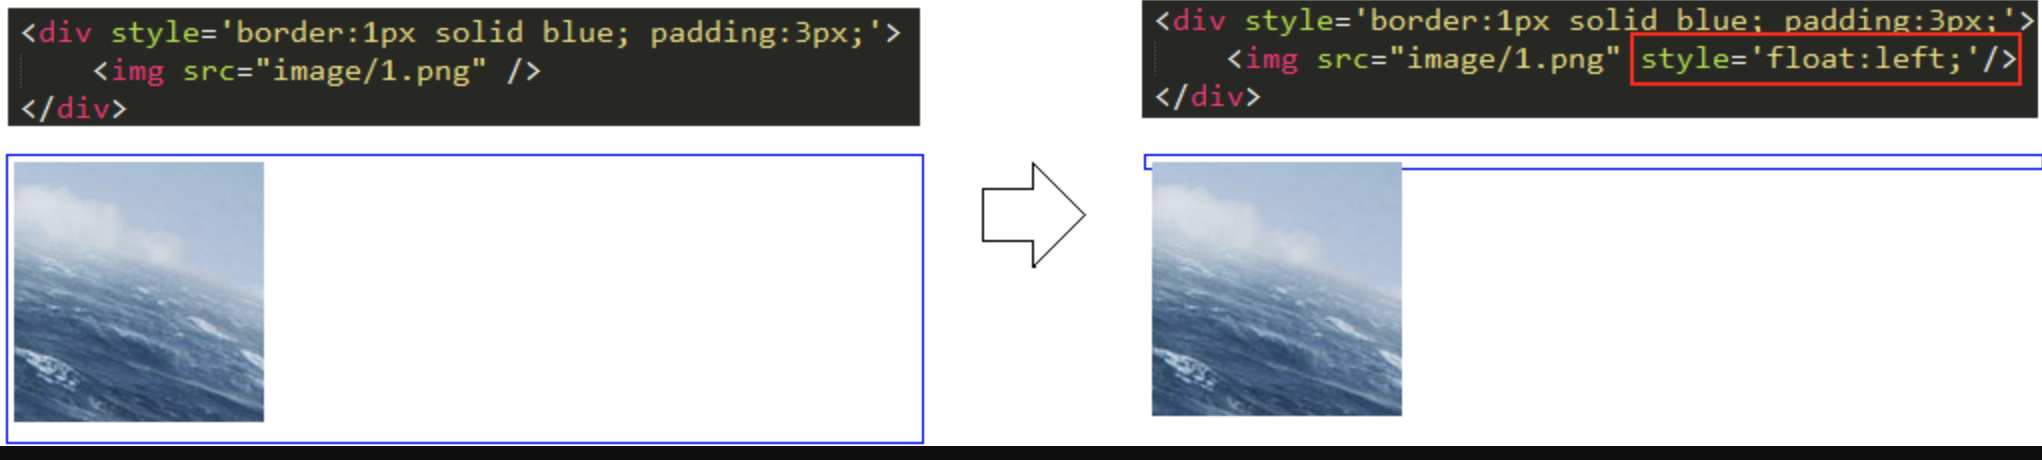 <div style='border:1px solid blue; padding:3px;'>
<img src="image/1.png" />
</div>
<div style='border:1px solid blue; padding:3px;'>
<img src="image/1.png" style='float:left;'/>
</div>